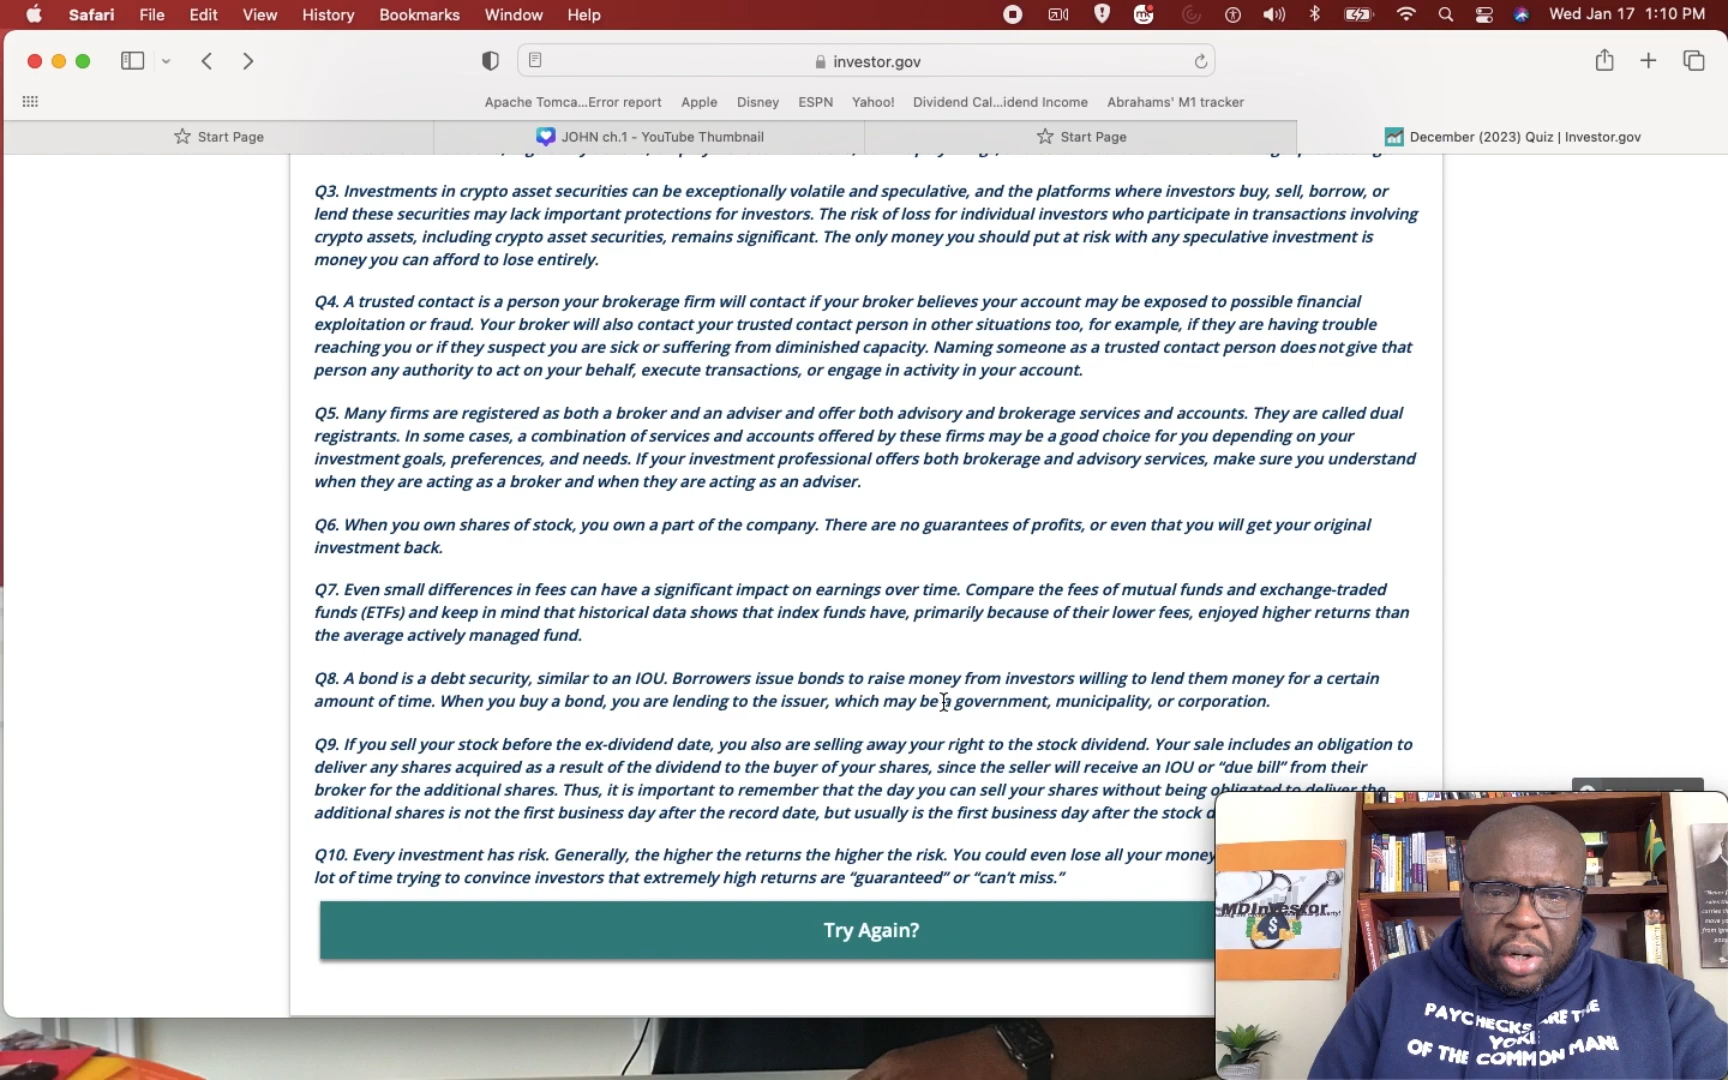 Safari File Edit View History Bookmarks Window Help Wed Jan 17 1:10 PM
investor.gov
Apache Tomca...Error report Apple Disney ESPN Yahoo! Dividend Cal...idend Income Abrahams' M1 tracker
Start Page JOHN ch.1 - YouTube Thumbnail Start Page December (2023) Quiz | Investor.gov
Q3. Investments in crypto asset securities can be exceptionally volatile and speculative, and the platforms where investors buy, sell, borrow, or
lend these securities may lack important protections for investors. The risk of loss for individual investors who participate in transactions involving
crypto assets, including crypto asset securities, remains significant. The only money you should put at risk with any speculative investment is
money you can afford to lose entirely.
Q4. A trusted contact is a person your brokerage firm will contact if your broker believes your account may be exposed to possible financial
exploitation or fraud. Your broker will also contact your trusted contact person in other situations too, for example, if they are having trouble
reaching you or if they suspect you are sick or suffering from diminished capacity. Naming someone as a trusted contact person does not give that
person any authority to act on your behalf, execute transactions, or engage in activity in your account.
Q5. Many firms are registered as both a broker and an adviser and offer both advisory and brokerage services and accounts. They are called dual
registrants. In some cases, a combination of services and accounts offered by these firms may be a good choice for you depending on your
investment goals, preferences, and needs. If your investment professional offers both brokerage and advisory services, make sure you understand
when they are acting as a broker and when they are acting as an adviser.
Q6. When you own shares of stock, you own a part of the company. There are no guarantees of profits, or even that you will get your original
investment back.
Q7. Even small differences in fees can have a significant impact on earnings over time. Compare the fees of mutual funds and exchange-traded
funds (ETFs) and keep in mind that historical data shows that index funds have, primarily because of their lower fees, enjoyed higher returns than
the average actively managed fund.
Q8. A bond is a debt security, similar to an IOU. Borrowers issue bonds to raise money from investors willing to lend them money for a certain
amount of time. When you buy a bond, you are lending to the issuer, which may be a government, municipality, or corporation.
Q9. If you sell your stock before the ex-dividend date, you also are selling away your right to the stock dividend. Your sale includes an obligation to
deliver any shares acquired as a result of the dividend to the buyer of your shares, since the seller will receive an IOU or “due bill” from their
broker for the additional shares. Thus, it is important to remember that the day you can sell your shares without being obligated to deliver the
additional shares is not the first business day after the record date, but usually is the first business day after the stock d
Q10. Every investment has risk. Generally, the higher the returns the higher the risk. You could even lose all your money
lot of time trying to convince investors that extremely high returns are “guaranteed” or “can’t miss.”
Try Again?
MDInvestor
PAYCHECKS ARE THE
YOKE
OF THE COMMON MAN!